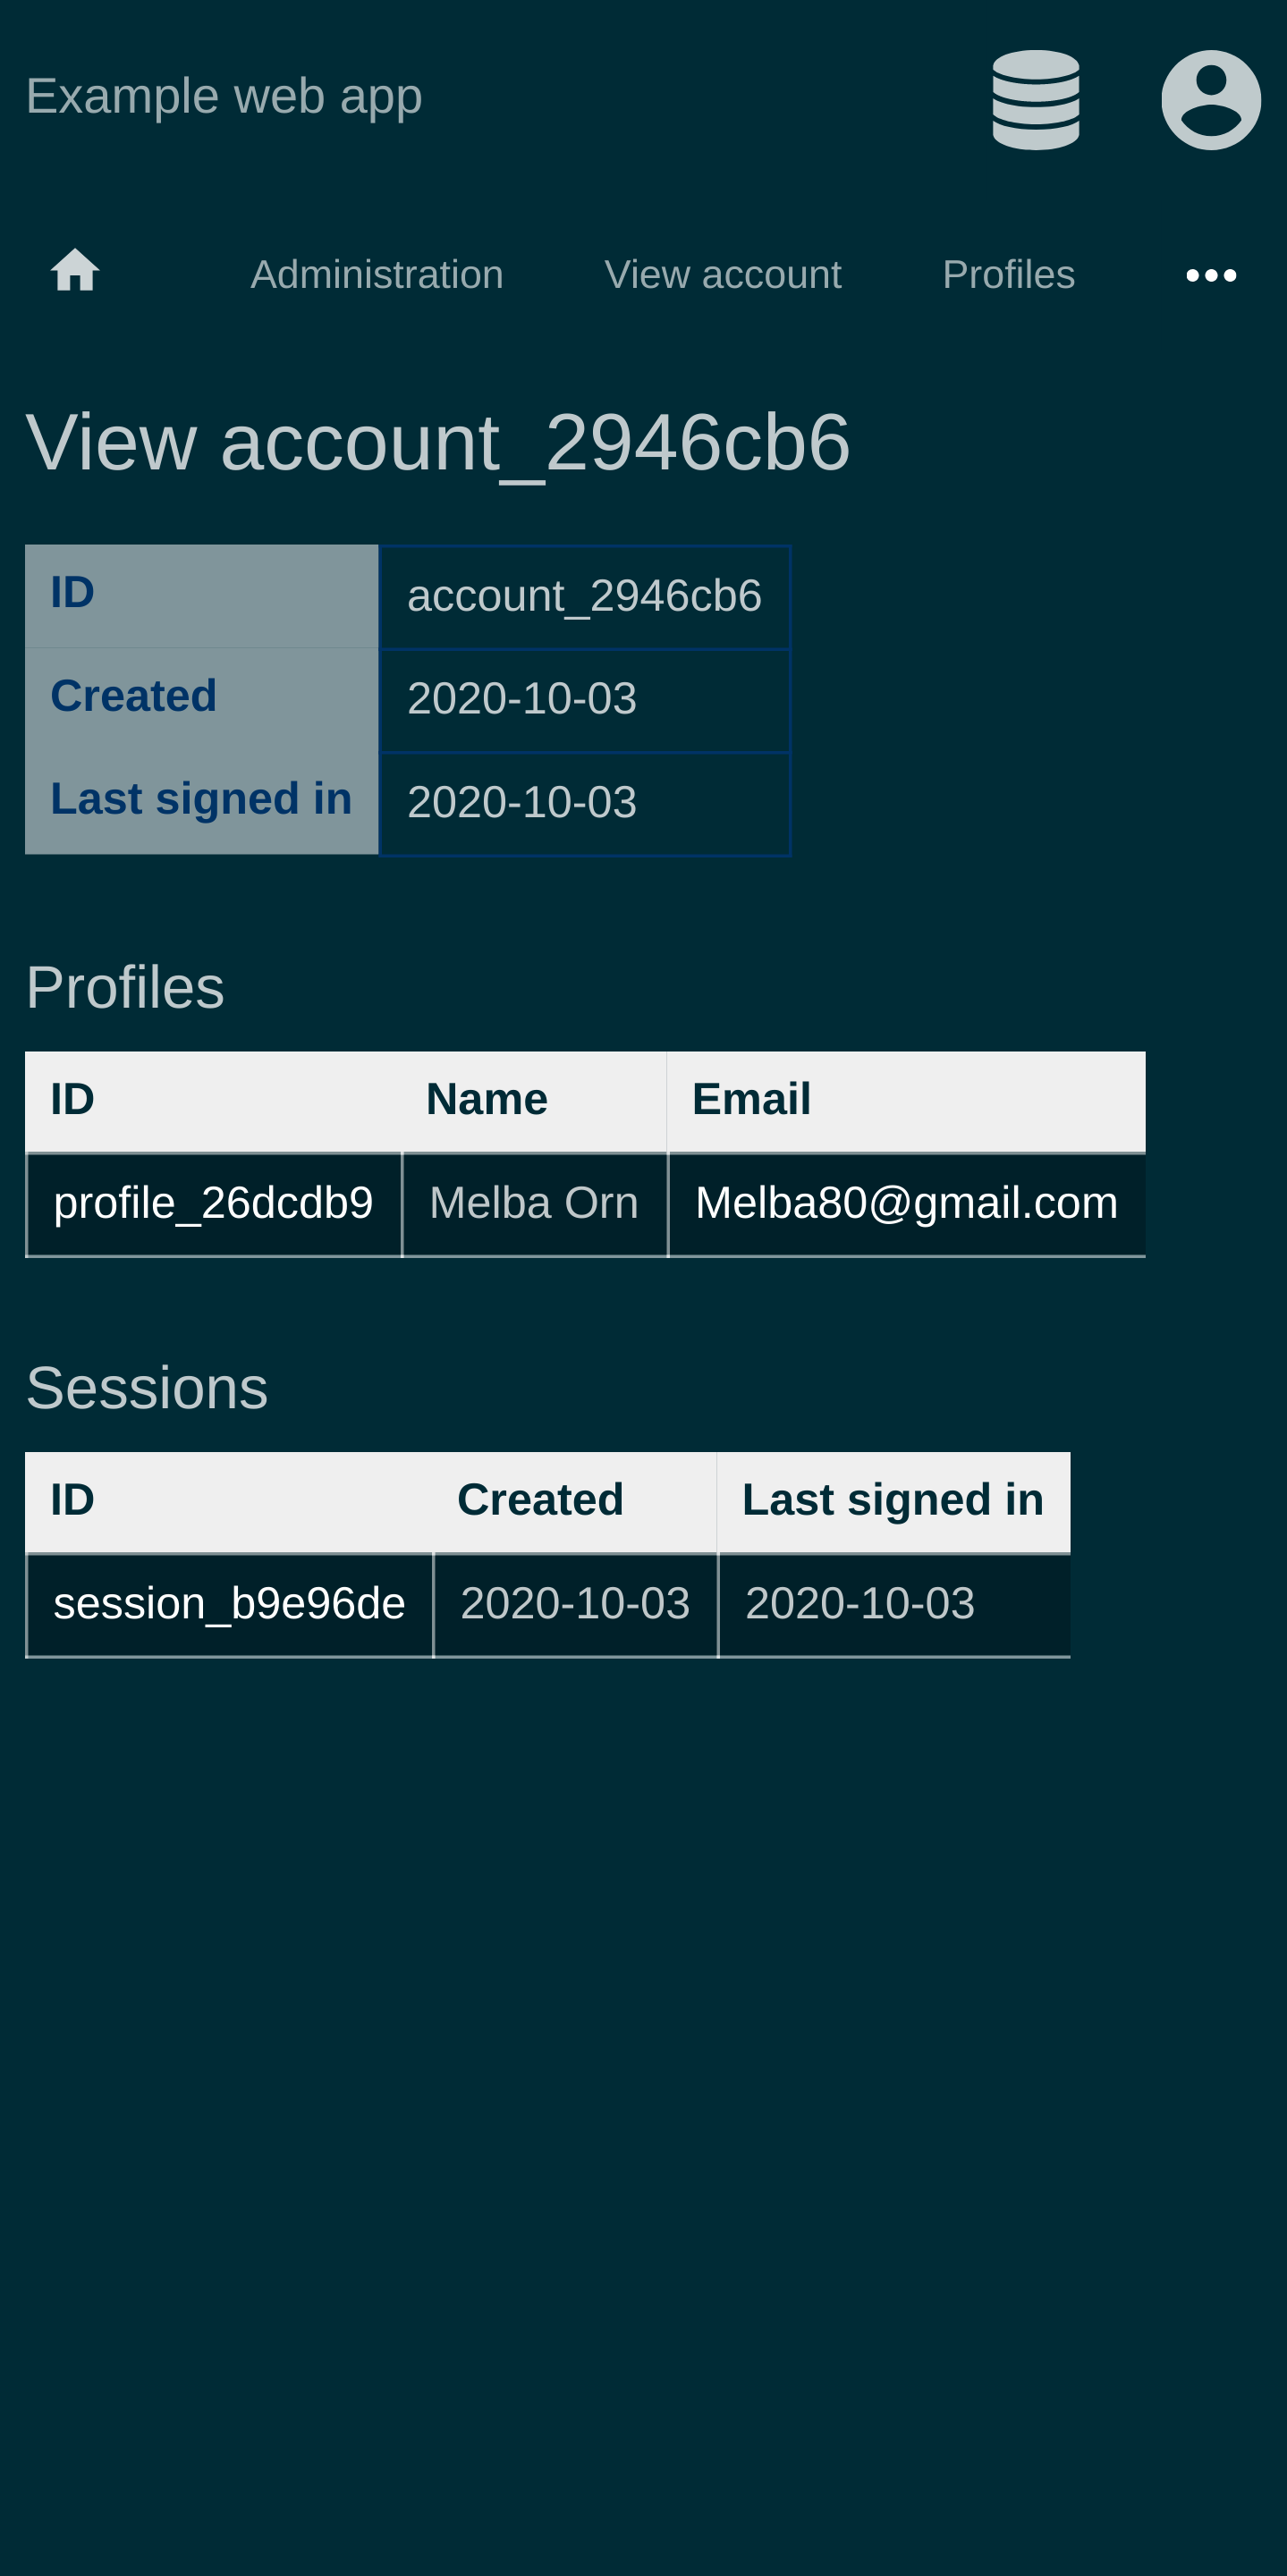 Example web app
Administration View account Profiles
View account_2946cb6
ID account_2946cb6
Created 2020-10-03
Last signed in 2020-10-03
Profiles
ID Name Email
profile_26dcdb9 Melba Orn Melba80@gmail.com
Sessions
ID Created Last signed in
session_b9e96de 2020-10-03 2020-10-03